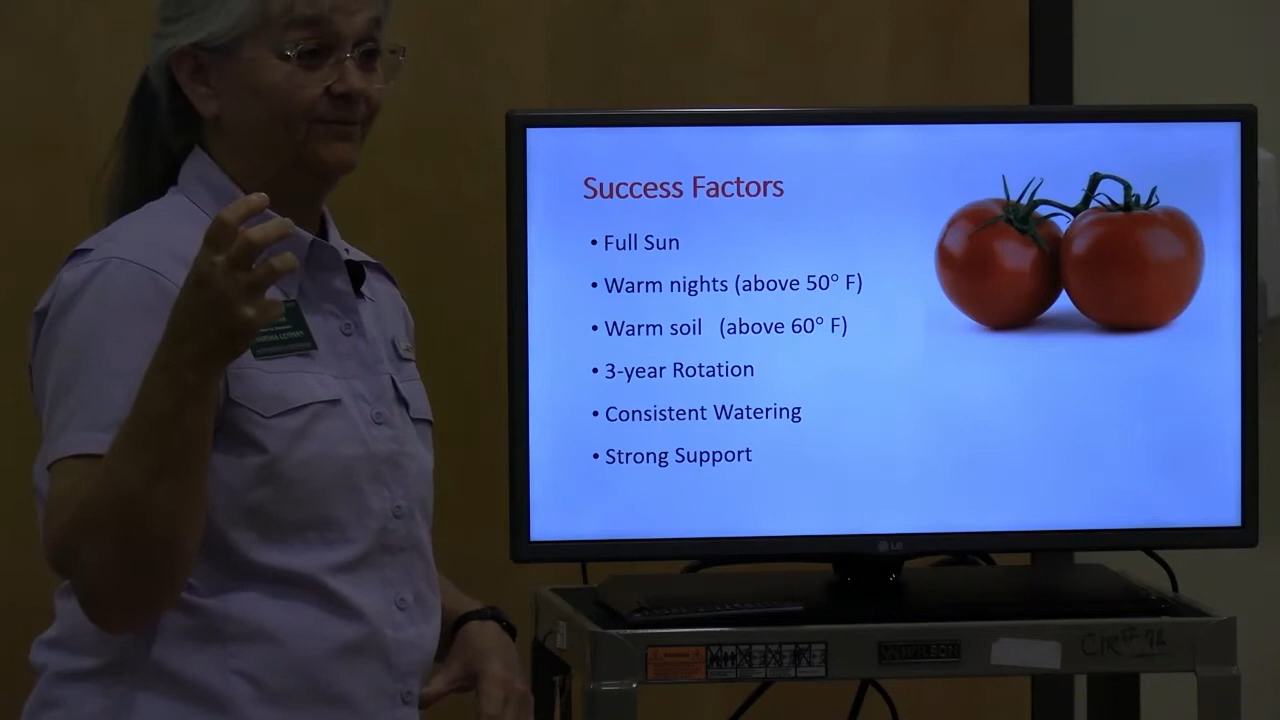 Success Factors
• Full Sun
• Warm nights (above 50° F)
• Warm soil (above 60° F)
• 3-year Rotation
• Consistent Watering
• Strong Support
LG
WILSON